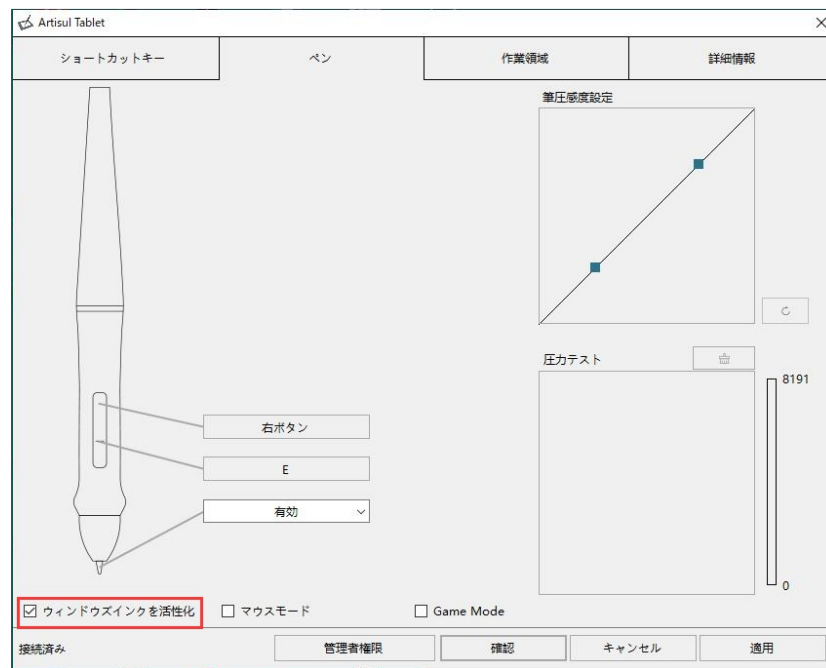 Artisul Tablet
ショートカットキー ペン 作業領域 詳細情報
筆圧感度設定
圧力テスト
8191
右ボタン
E
有効
0
ウィンドウズインクを活性化 マウスモード Game Mode
接続済み 管理者権限 確認 キャンセル 適用